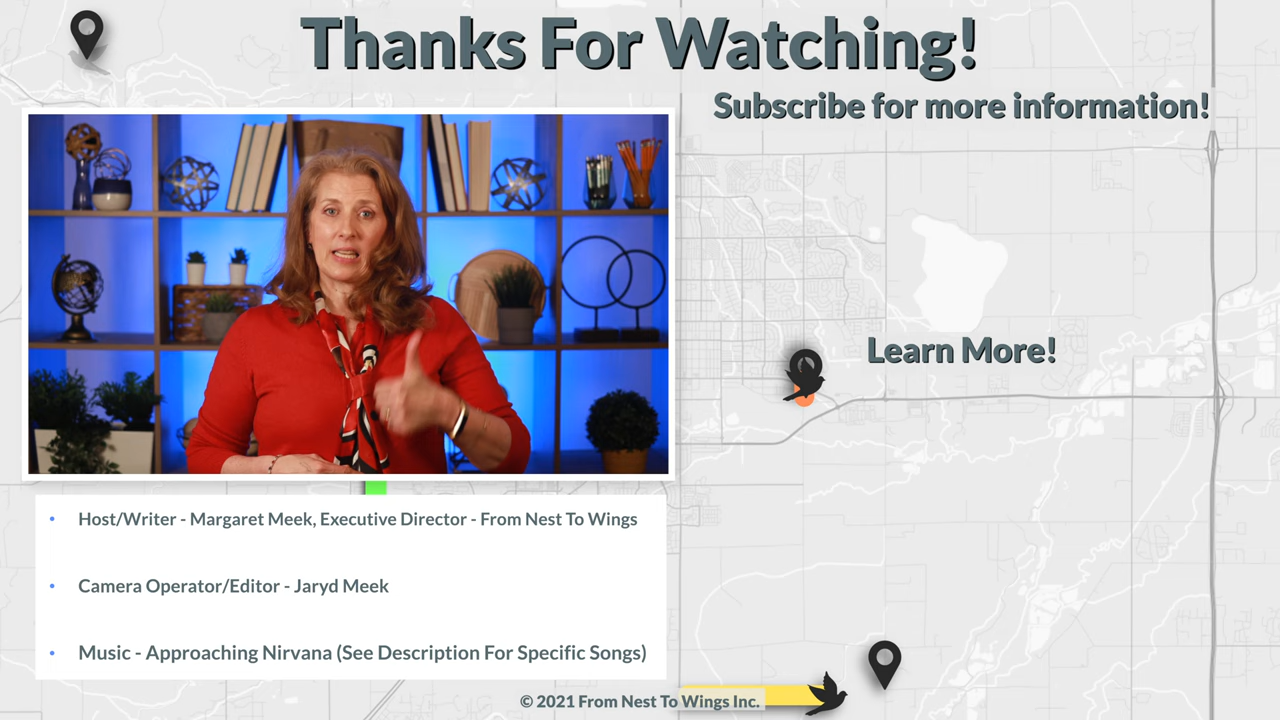 Thanks For Watching!
Subscribe for more information!
Learn More!
Host/Writer - Margaret Meek, Executive Director - From Nest To Wings
Camera Operator/Editor - Jaryd Meek
Music - Approaching Nirvana (See Description For Specific Songs)
© 2021 From Nest To Wings Inc.